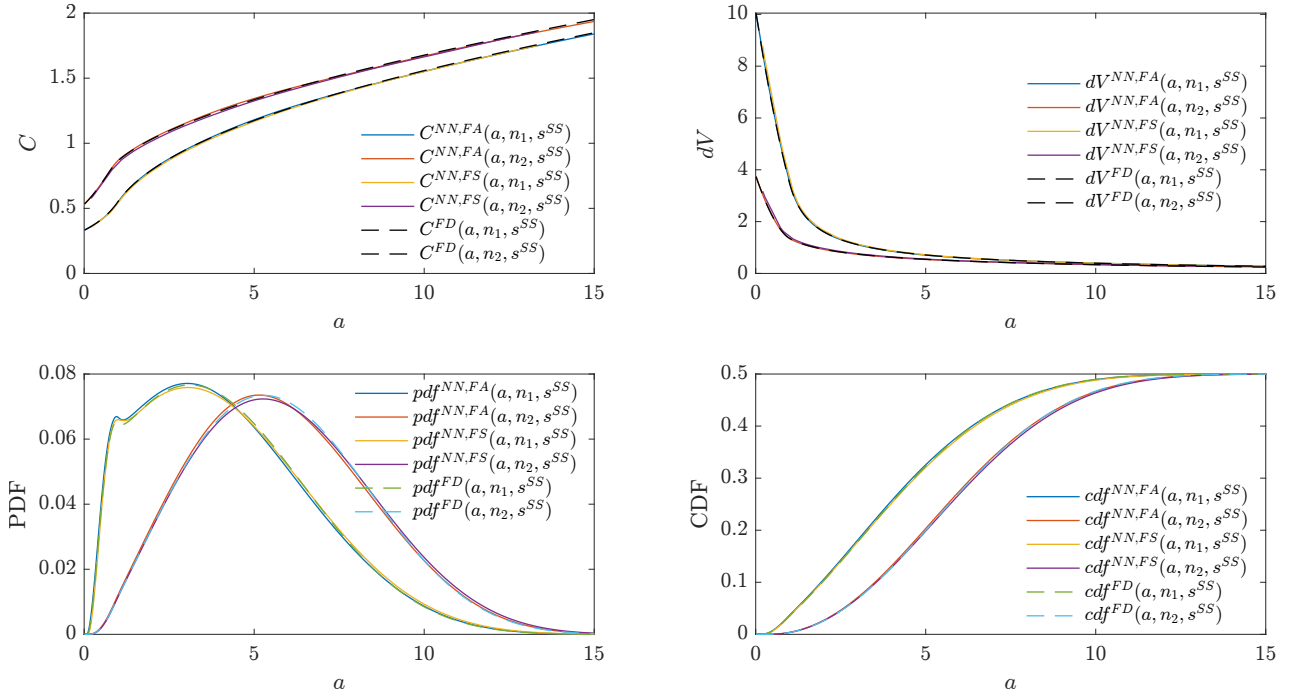 2
1.5
1
0.5
0
C
0
5
10
15
a
C^{NN,FA}(a, n_1, s^{SS})
C^{NN,FA}(a, n_2, s^{SS})
C^{NN,FS}(a, n_1, s^{SS})
C^{NN,FS}(a, n_2, s^{SS})
C^{FD}(a, n_1, s^{SS})
C^{FD}(a, n_2, s^{SS})
10
8
6
4
2
0
dV
0
5
10
15
a
dV^{NN,FA}(a, n_1, s^{SS})
dV^{NN,FA}(a, n_2, s^{SS})
dV^{NN,FS}(a, n_1, s^{SS})
dV^{NN,FS}(a, n_2, s^{SS})
dV^{FD}(a, n_1, s^{SS})
dV^{FD}(a, n_2, s^{SS})
0.08
0.06
0.04
0.02
0
PDF
0
5
10
15
a
pdf^{NN,FA}(a, n_1, s^{SS})
pdf^{NN,FA}(a, n_2, s^{SS})
pdf^{NN,FS}(a, n_1, s^{SS})
pdf^{NN,FS}(a, n_2, s^{SS})
pdf^{FD}(a, n_1, s^{SS})
pdf^{FD}(a, n_2, s^{SS})
0.5
0.4
0.3
0.2
0.1
0
CDF
0
5
10
15
a
cdf^{NN,FA}(a, n_1, s^{SS})
cdf^{NN,FA}(a, n_2, s^{SS})
cdf^{NN,FS}(a, n_1, s^{SS})
cdf^{NN,FS}(a, n_2, s^{SS})
cdf^{FD}(a, n_1, s^{SS})
cdf^{FD}(a, n_2, s^{SS})